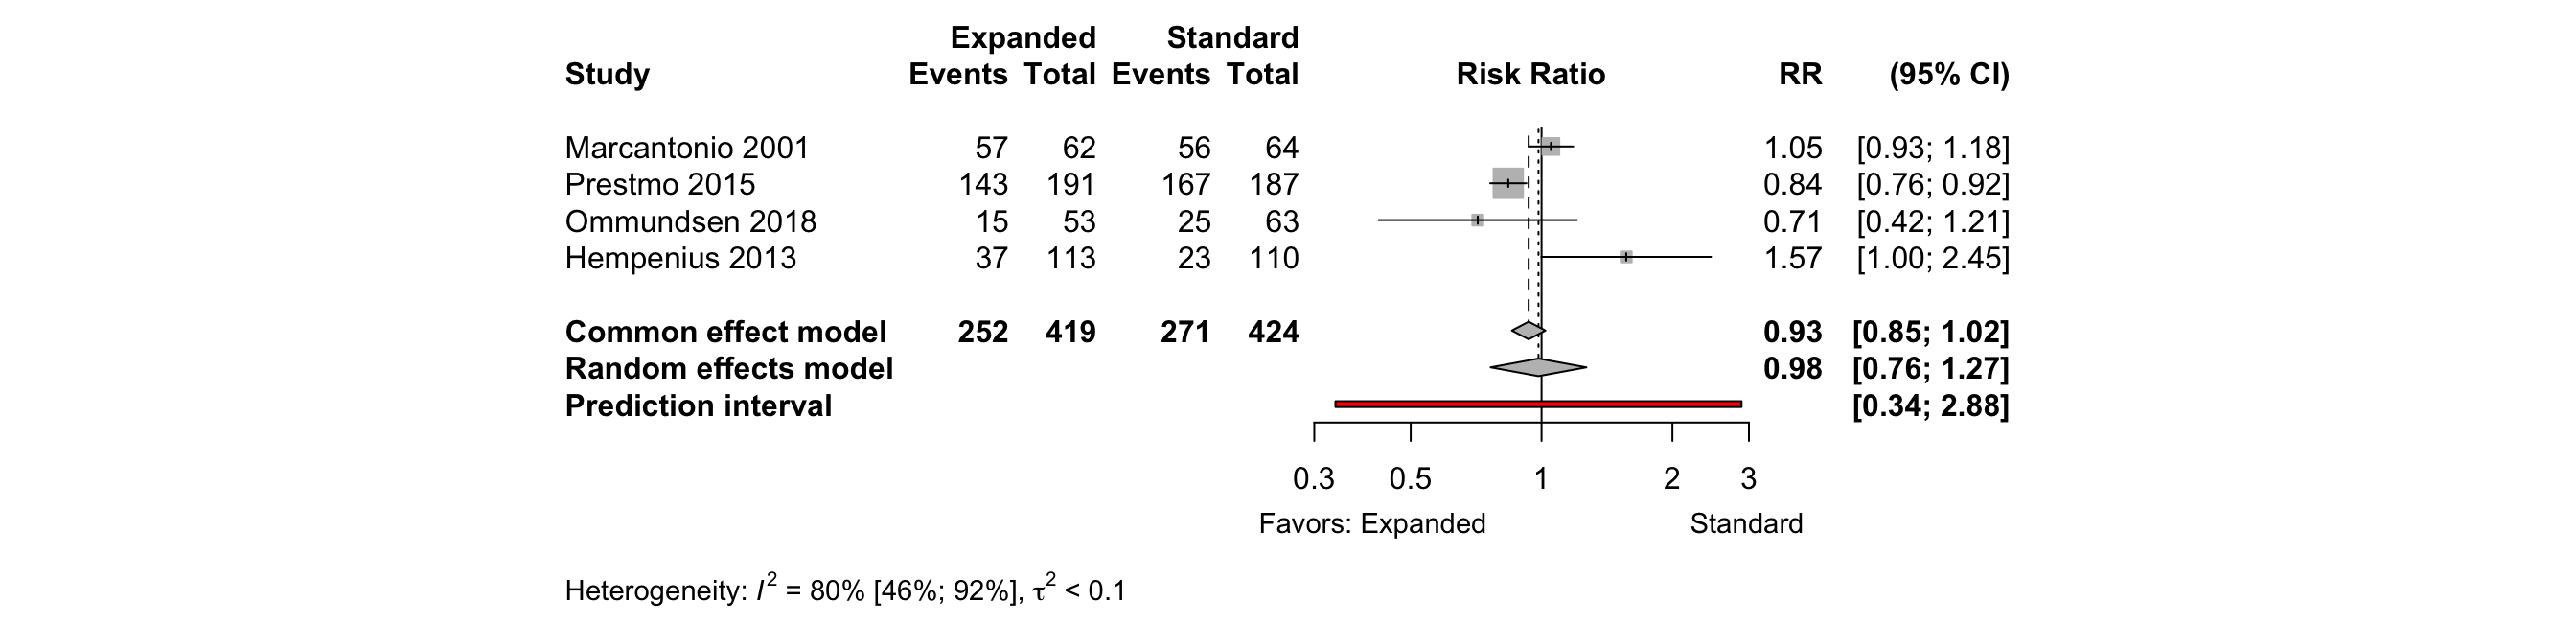 Expanded Standard
Study Events Total Events Total Risk Ratio RR (95% CI)
Marcantonio 2001 57 62 56 64 1.05 [0.93; 1.18]
Prestmo 2015 143 191 167 187 0.84 [0.76; 0.92]
Ommundsen 2018 15 53 25 63 0.71 [0.42; 1.21]
Hempenius 2013 37 113 23 110 1.57 [1.00; 2.45]
Common effect model 252 419 271 424 0.93 [0.85; 1.02]
Random effects model 0.98 [0.76; 1.27]
Prediction interval [0.34; 2.88]
0.3 0.5 1 2 3
Favors: Expanded Standard
Heterogeneity: I² = 80% [46%; 92%], τ² < 0.1